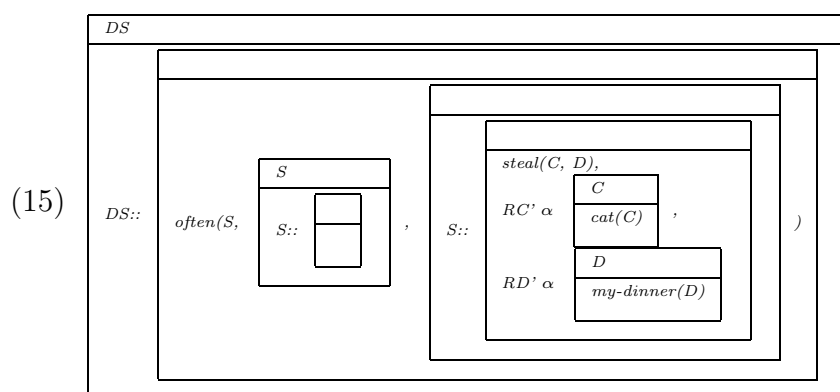 DS
S
steal(C, D),
C
(15) DS:: often(S, S:: , S:: RC’ α cat(C) , )
D
RD’ α my-dinner(D)